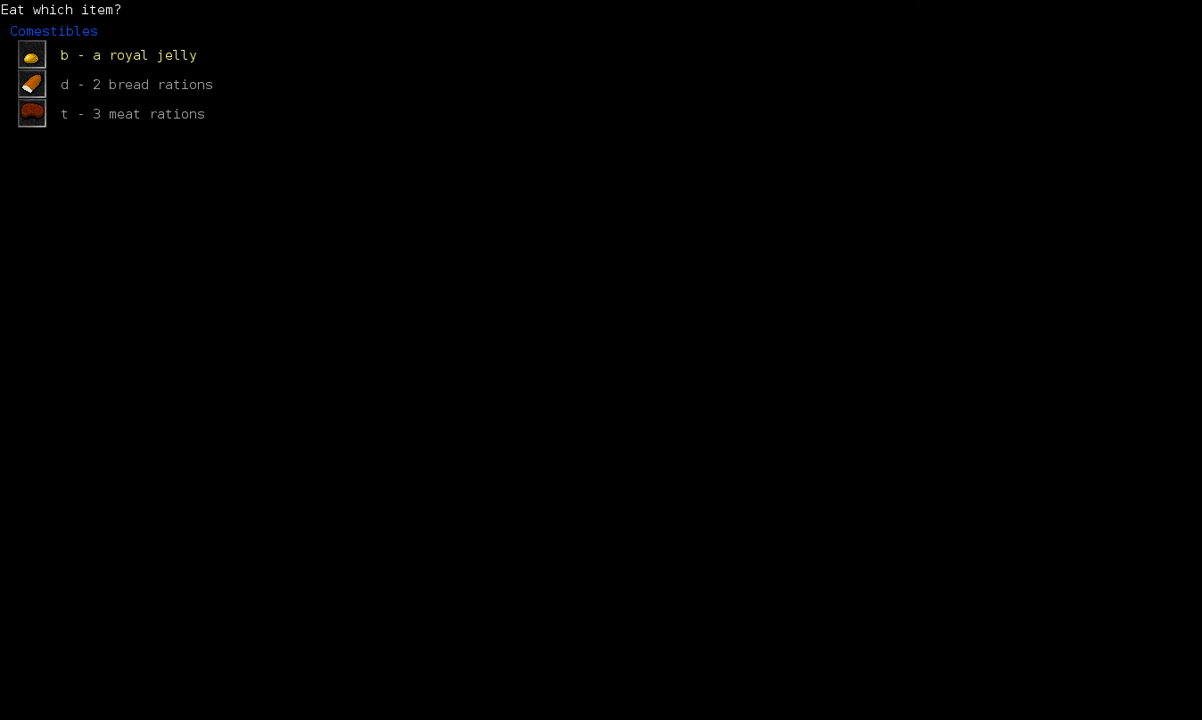 Eat which item?
Comestibles
b - a royal jelly
d - 2 bread rations
t - 3 meat rations